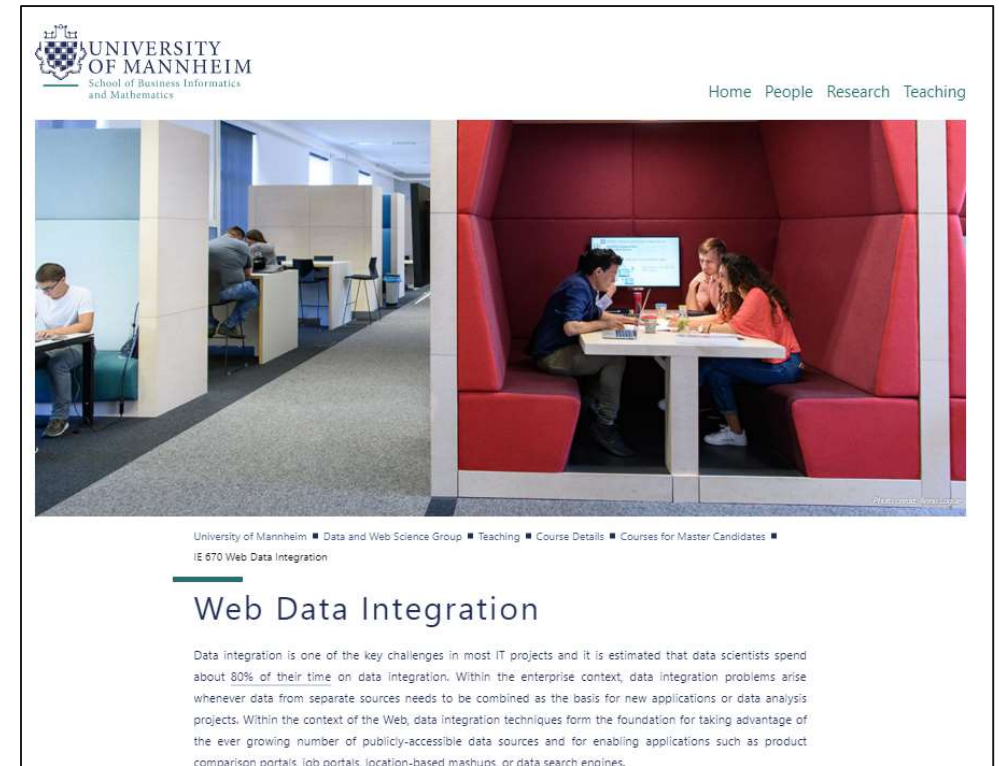 UNIVERSITY
OF MANNHEIM
School of Business Informatics
and Mathematics
Home People Research Teaching
University of Mannheim ■ Data and Web Science Group ■ Teaching ■ Course Details ■ Courses for Master Candidates ■
IE 670 Web Data Integration
Web Data Integration
Data integration is one of the key challenges in most IT projects and it is estimated that data scientists spend
about 80% of their time on data integration. Within the enterprise context, data integration problems arise
whenever data from separate sources needs to be combined as the basis for new applications or data analysis
projects. Within the context of the Web, data integration techniques form the foundation for taking advantage of
the ever growing number of publicly-accessible data sources and for enabling applications such as product
comparison portals, job portals, location-based mashups, or data search engines.